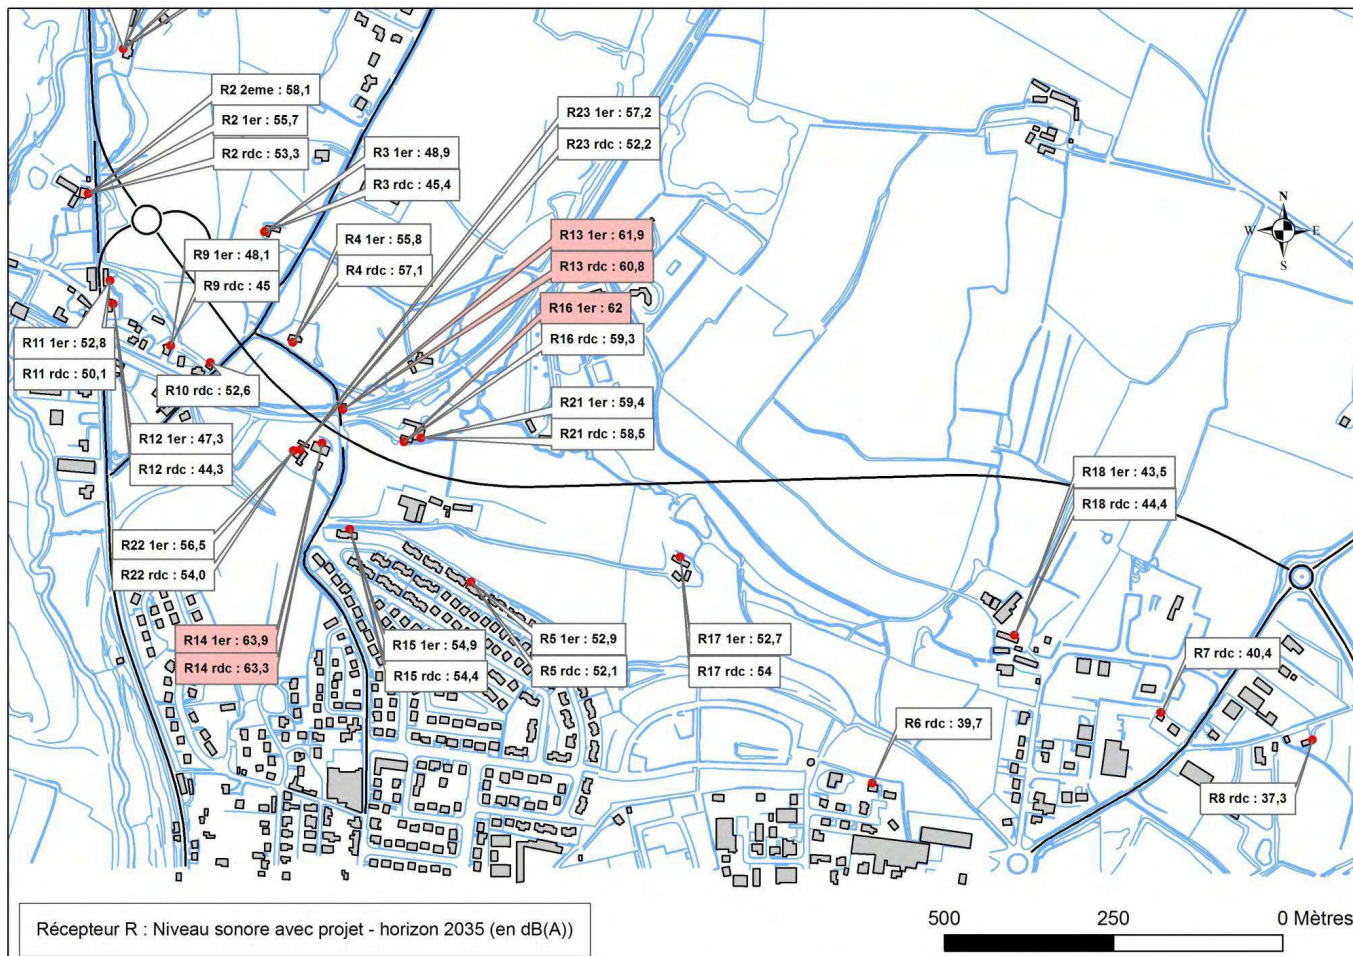 R2 2eme : 58,1
R2 1er : 55,7
R2 rdc : 53,3
R23 1er : 57,2
R23 rdc : 52,2
R3 1er : 48,9
R3 rdc : 45,4
R4 1er : 55,8
R4 rdc : 57,1
R13 1er : 61,9
R13 rdc : 60,8
R9 1er : 48,1
R9 rdc : 45
R16 1er : 62
R16 rdc : 59,3
R11 1er : 52,8
R11 rdc : 50,1
R10 rdc : 52,6
R21 1er : 59,4
R21 rdc : 58,5
R12 1er : 47,3
R12 rdc : 44,3
R18 1er : 43,5
R18 rdc : 44,4
R22 1er : 56,5
R22 rdc : 54,0
R14 1er : 63,9
R14 rdc : 63,3
R15 1er : 54,9
R15 rdc : 54,4
R5 1er : 52,9
R5 rdc : 52,1
R17 1er : 52,7
R17 rdc : 54
R7 rdc : 40,4
R6 rdc : 39,7
R8 rdc : 37,3
N
W
E
S
Récepteur R : Niveau sonore avec projet - horizon 2035 (en dB(A))
500 250 0 Mètres